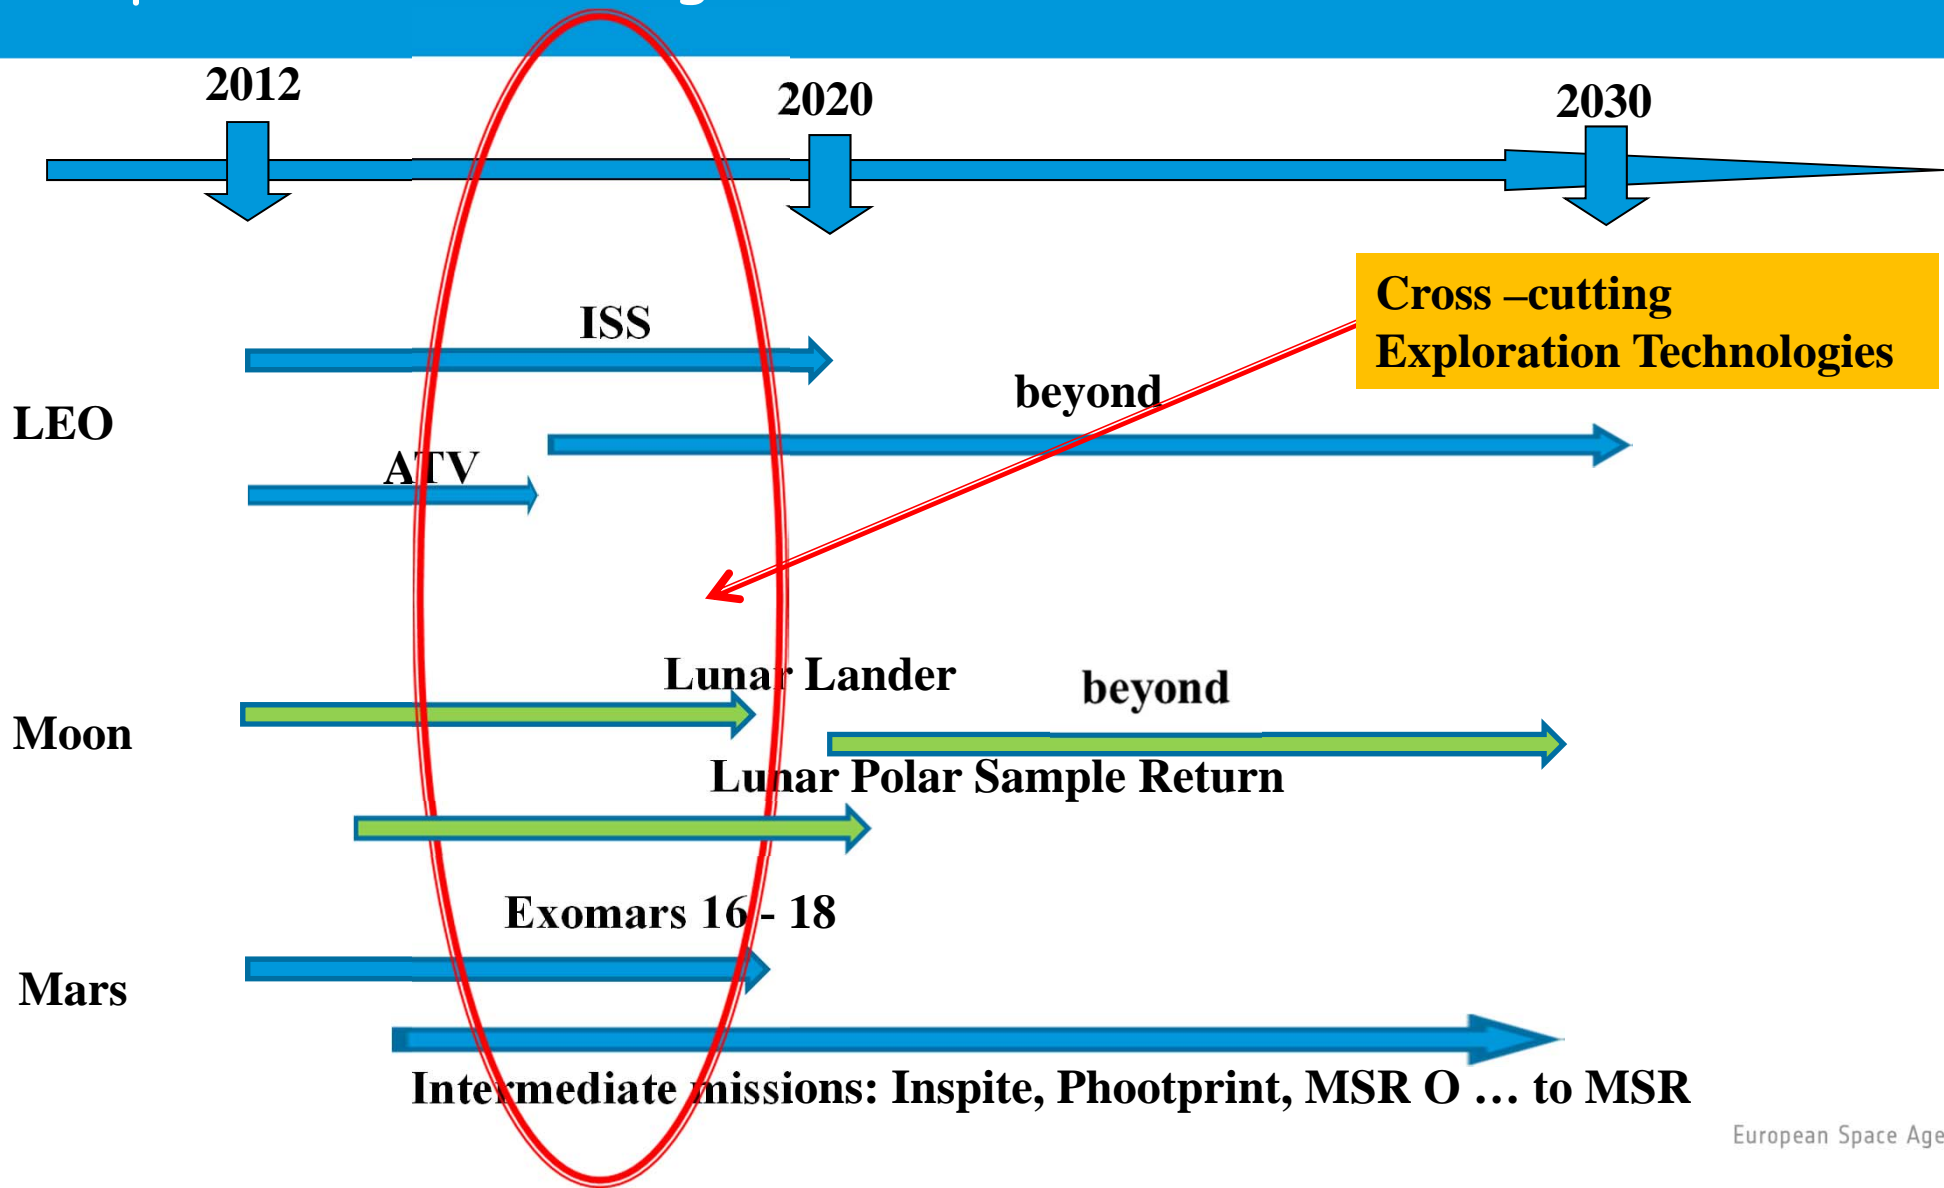 2012
2020
2030
Cross –cutting
Exploration Technologies
ISS
beyond
LEO
ATV
Lunar Lander
beyond
Moon
Lunar Polar Sample Return
Exomars 16 - 18
Mars
Intermediate missions: Inspite, Phootprint, MSR O … to MSR
European Space Age